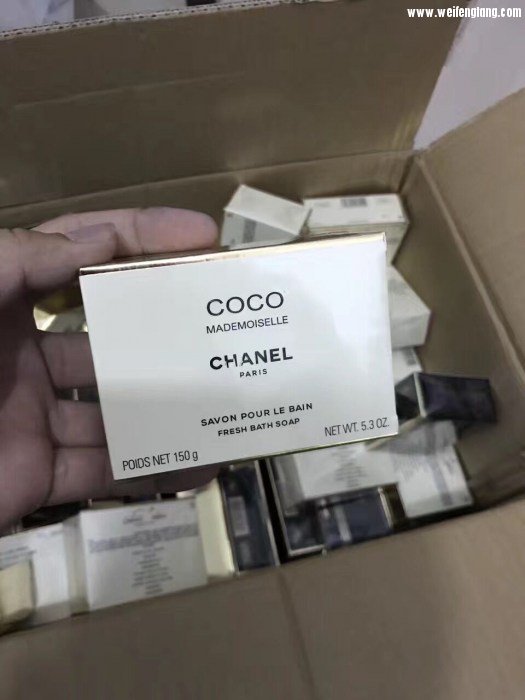 www.weifenglang.com
COCO
MADEMOISELLE
CHANEL
PARIS
SAVON POUR LE BAIN
FRESH BATH SOAP
POIDS NET 150 g
NET WT. 5.3 OZ.